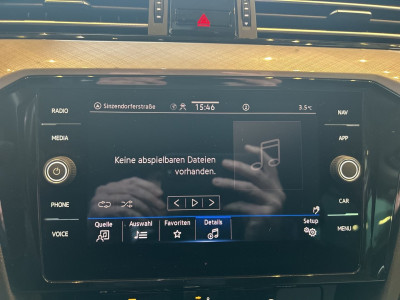 RADIO
MEDIA
PHONE
VOICE
Sinzendorferstraße 15:46 3.5°C
Keine abspielbaren Dateien
vorhanden.
Quelle Auswahl Favoriten Details Setup
NAV
APP
CAR
MENU